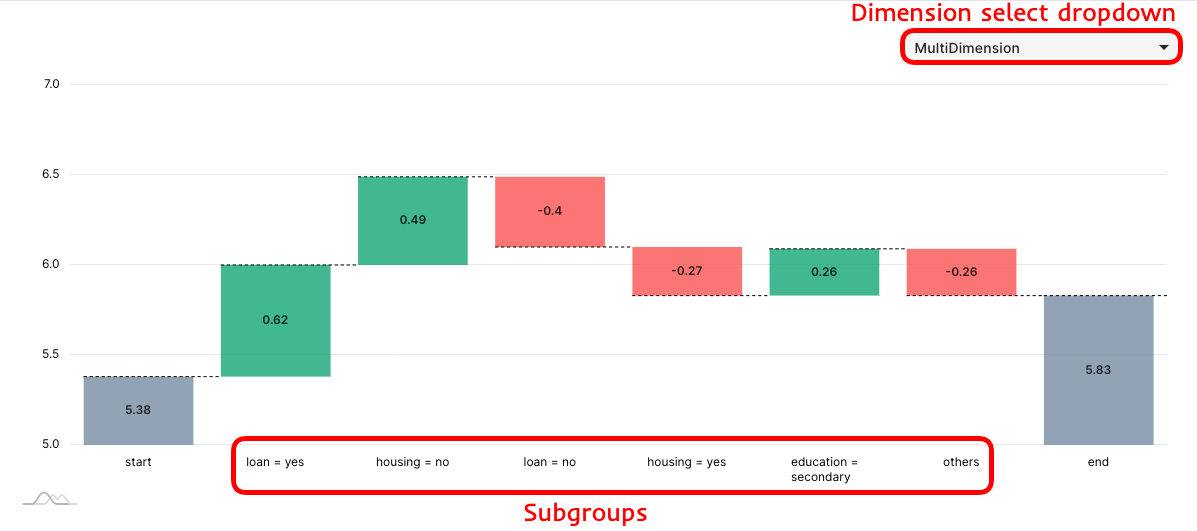 Dimension select dropdown
MultiDimension
7.0
6.5
6.0
5.5
5.0
5.38
0.62
0.49
-0.4
-0.27
0.26
-0.26
5.83
start
loan = yes
housing = no
loan = no
housing = yes
education =
secondary
others
end
Subgroups